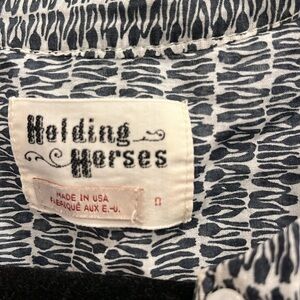 Holding
Horses
MADE IN USA 0
FABRIQUÉ AUX E.-U.